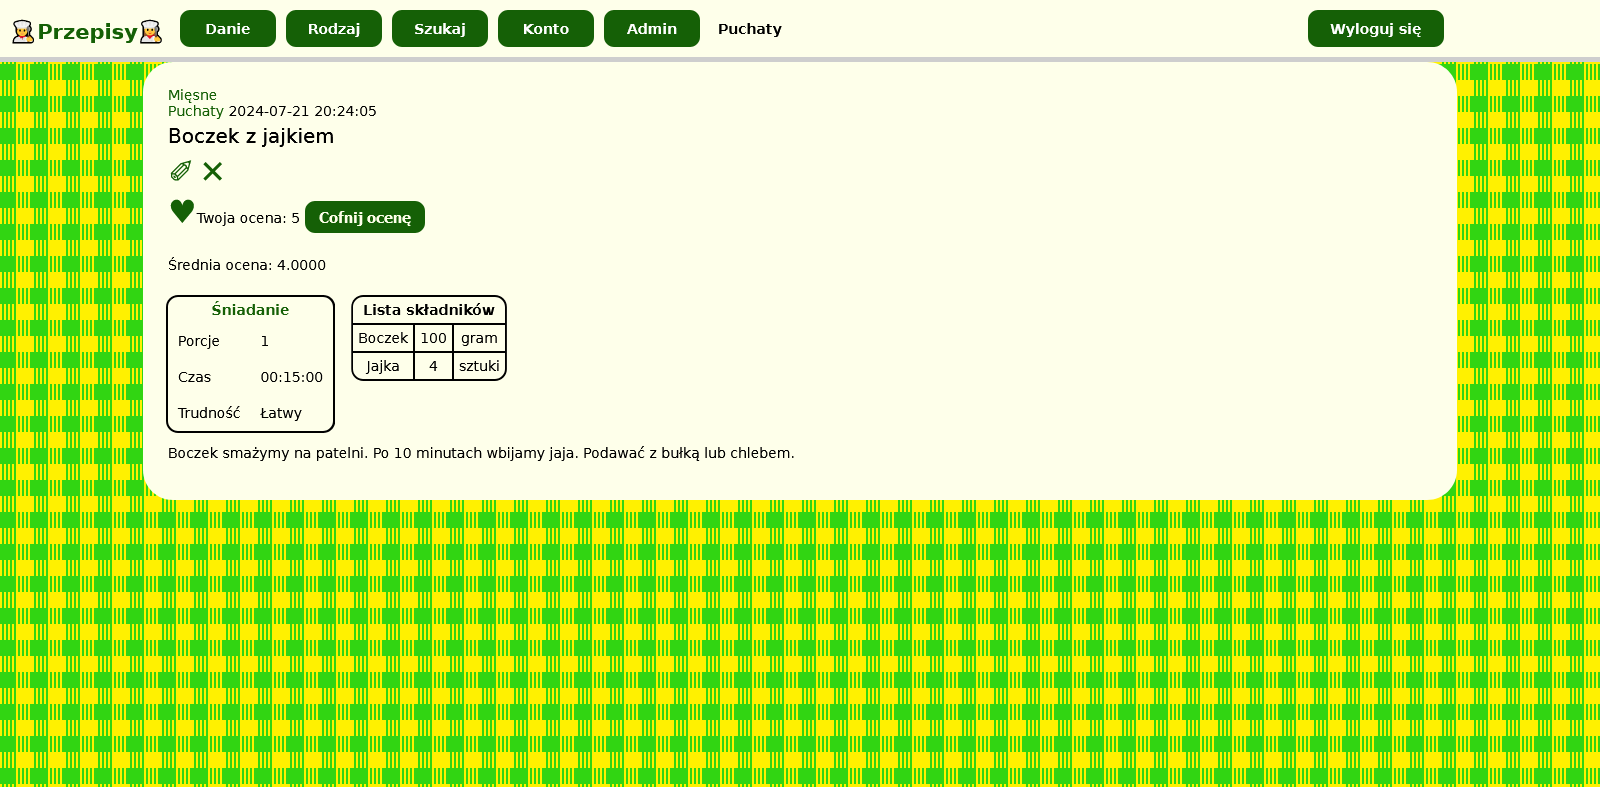 Przepisy Danie Rodzaj Szukaj Konto Admin Puchaty Wyloguj się
Mięsne
Puchaty 2024-07-21 20:24:05
Boczek z jajkiem
Twoja ocena: 5 Cofnij ocenę
Średnia ocena: 4.0000
Śniadanie
Porcje 1
Czas 00:15:00
Trudność Łatwy
Lista składników
Boczek 100 gram
Jajka 4 sztuki
Boczek smażymy na patelni. Po 10 minutach wbijamy jaja. Podawać z bułką lub chlebem.